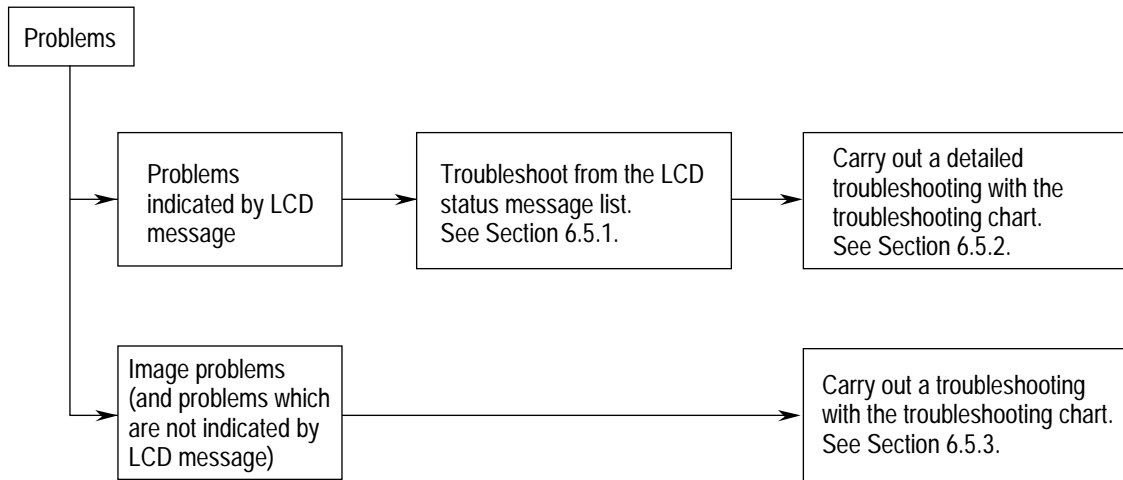 Problems
Problems
indicated by LCD
message
Troubleshoot from the LCD
status message list.
See Section 6.5.1.
Carry out a detailed
troubleshooting with the
troubleshooting chart.
See Section 6.5.2.
Image problems
(and problems which
are not indicated by
LCD message)
Carry out a troubleshooting
with the troubleshooting chart.
See Section 6.5.3.